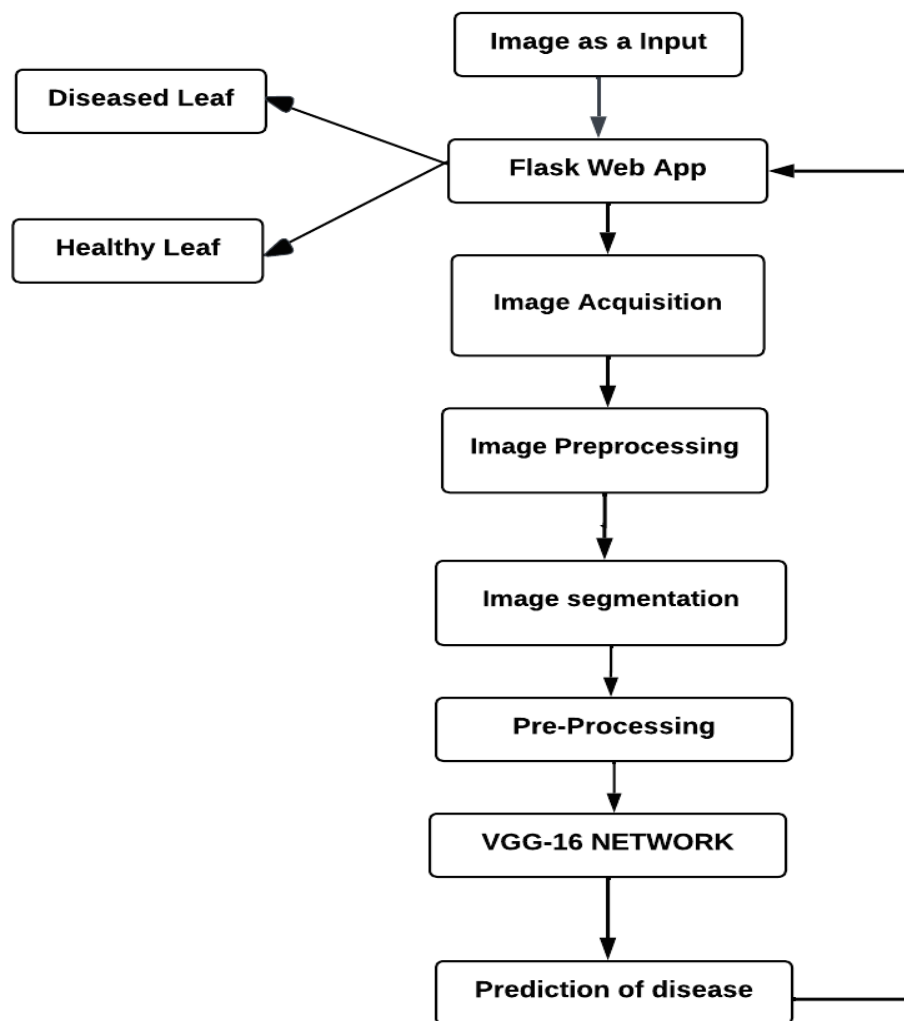 Image as a Input
Diseased Leaf
Flask Web App
Healthy Leaf
Image Acquisition
Image Preprocessing
Image segmentation
Pre-Processing
VGG-16 NETWORK
Prediction of disease